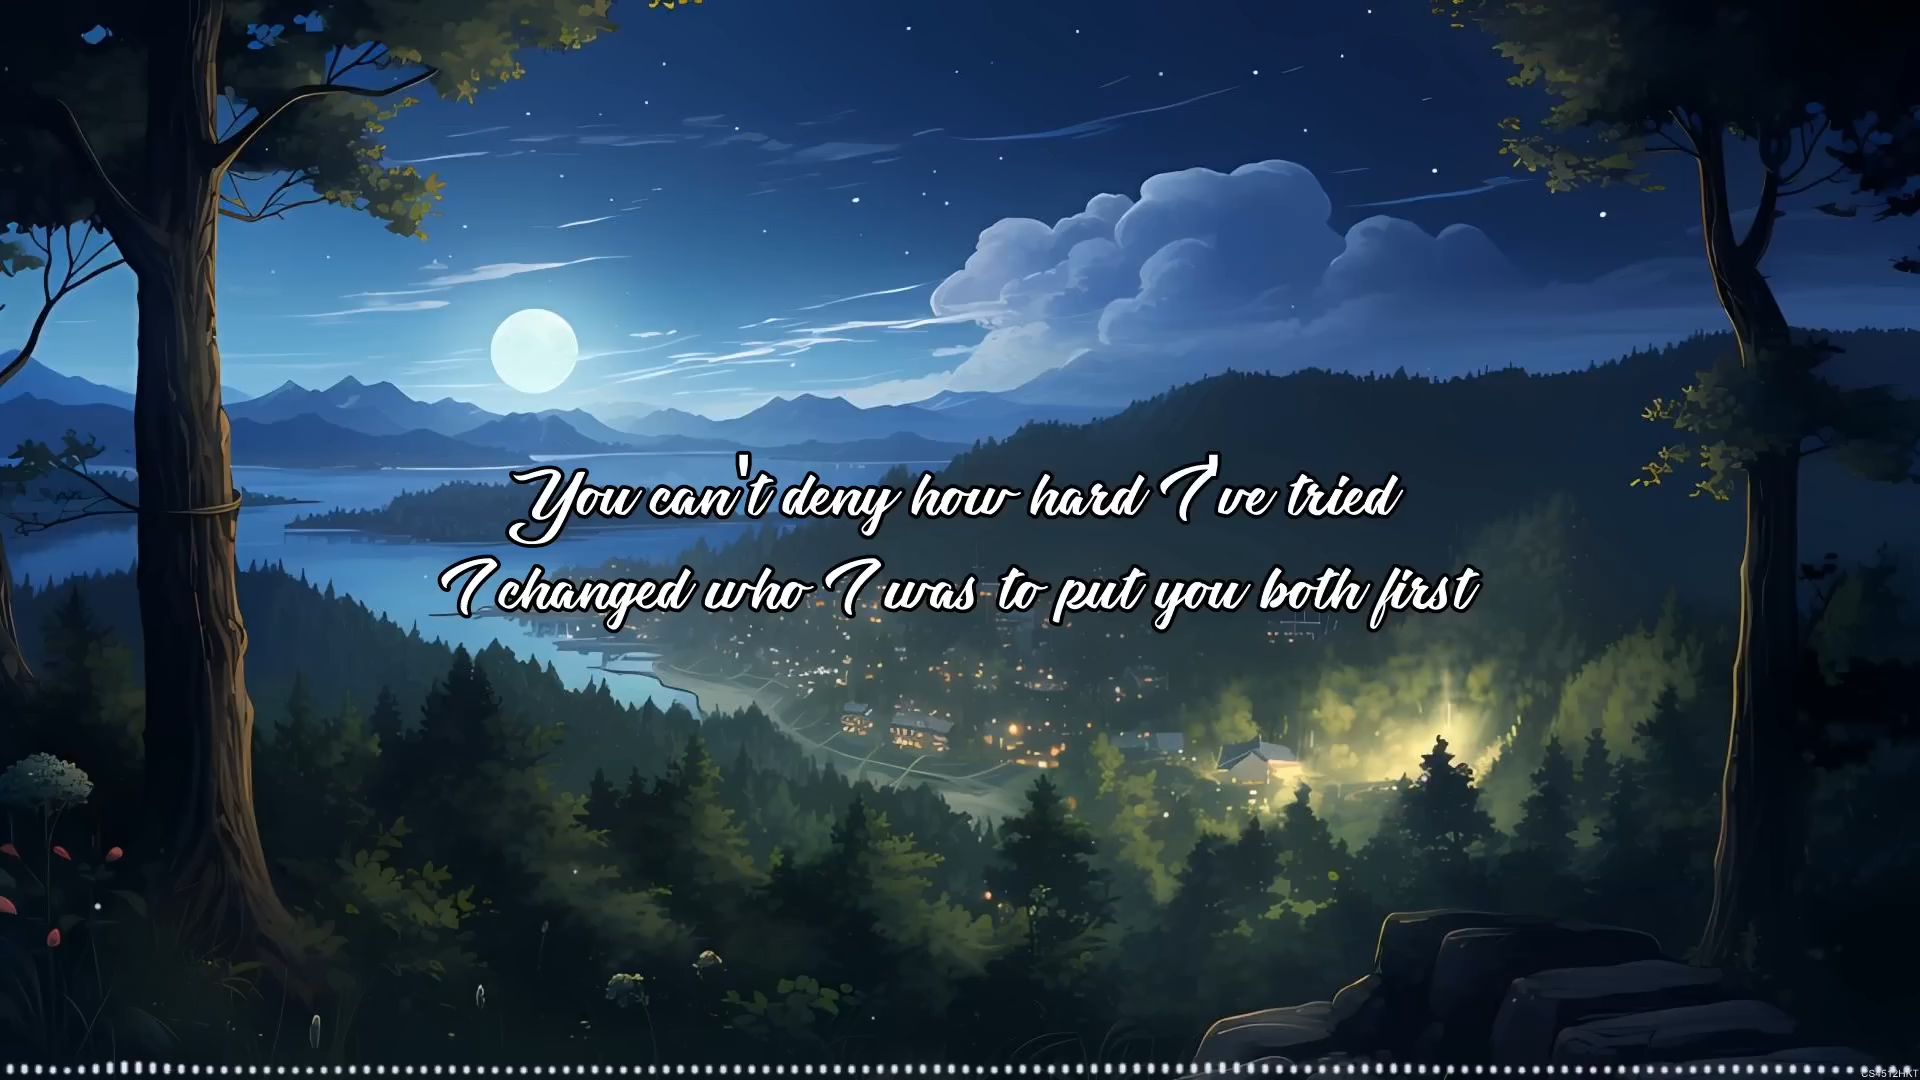 You can't deny how hard I've tried
I changed who I was to put you both first